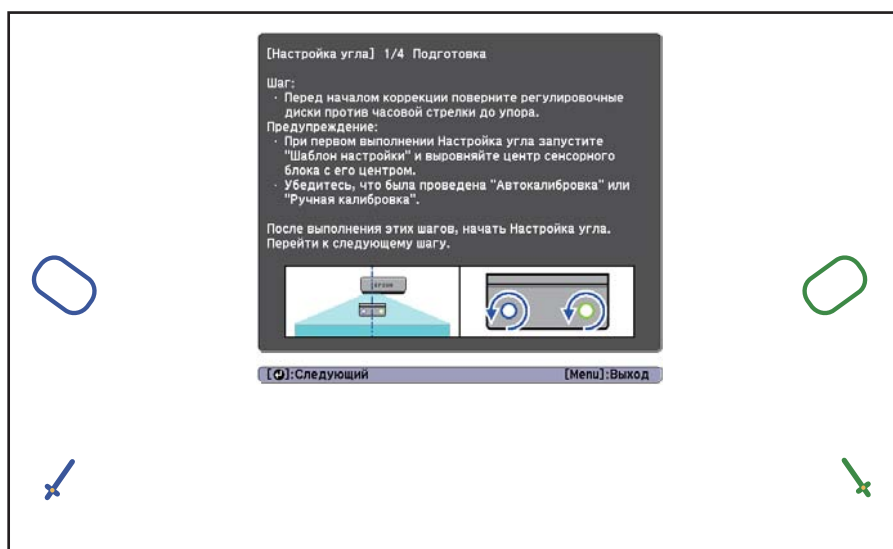 [Настройка угла] 1/4 Подготовка
Шаг:
· Перед началом коррекции поверните регулировочные
диски против часовой стрелки до упора.
Предупреждение:
· При первом выполнении Настройка угла запустите
"Шаблон настройки" и выровняйте центр сенсорного
блока с его центром.
· Убедитесь, что была проведена "Автокалибровка" или
"Ручная калибровка".
После выполнения этих шагов, начать Настройка угла.
Перейти к следующему шагу.
EPSON
[⏎]:Следующий [Menu]:Выход